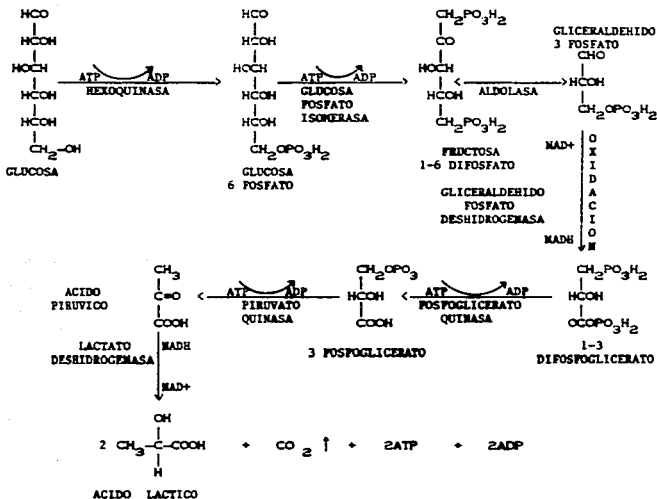 HCO
HCOH
HOCH
HCOH
HCOH
CH2-OH
GLUCOSA
ATP ADP
HEXOQUINASA
HCO
HCOH
HOCH
HCOH
HCOH
CH2OPO3H2
GLUCOSA
6 FOSFATO
ATP ADP
GLUCOSA
FOSFATO
ISOMERASA
CH2PO3H2
CO
HOCH
HCOH
CH2PO3H2
FRUCTOSA
1-6 DIFOSFATO
ALDOLASA
GLICERALDEHIDO
3 FOSFATO
CHO
HCOH
CH2OPO3H2
NAD+
OXIDACION
NADH
GLICERALDEHIDO
FOSFATO
DESHIDROGENASA
CH2PO3H2
HCOH
OCOPO3H2
1-3
DIFOSFOGLICERATO
ATP ADP
FOSFOGLICERATO
QUINASA
CH2OPO3
HCOH
COOH
3 FOSFOGLICERATO
ATP ADP
PIRUVATO
QUINASA
CH3
C=O
COOH
ACIDO
PIRUVICO
LACTATO
DESHIDROGENASA
NADH
NAD+
OH
2 CH3-C-COOH + CO2 ↑ + 2ATP + 2ADP
H
ACIDO LACTICO